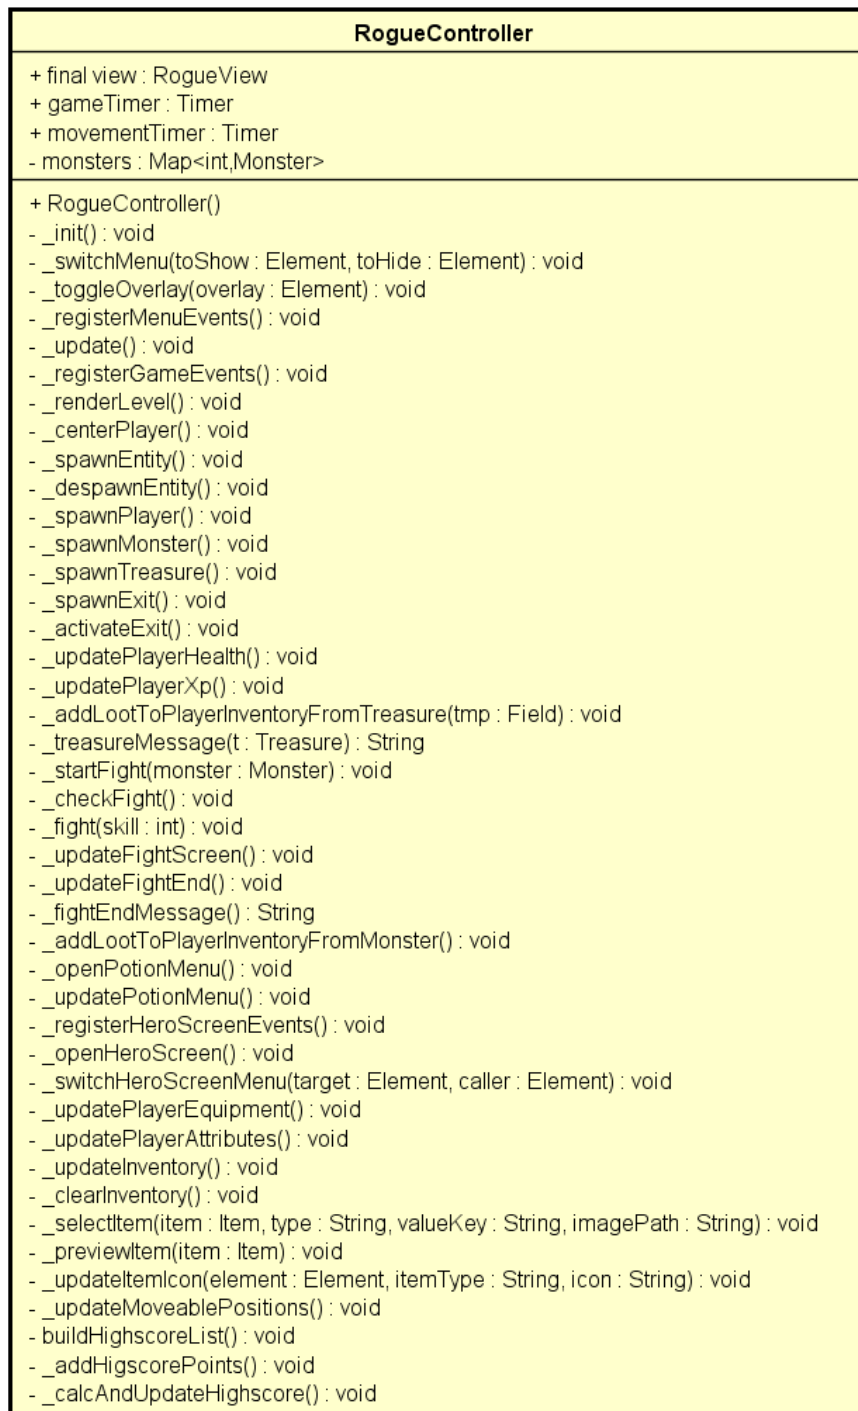 RogueController
+ final view : RogueView
+ gameTimer : Timer
+ movementTimer : Timer
- monsters : Map<int,Monster>
+ RogueController()
- _init() : void
- _switchMenu(toShow : Element, toHide : Element) : void
- _toggleOverlay(overlay : Element) : void
- _registerMenuEvents() : void
- _update() : void
- _registerGameEvents() : void
- _renderLevel() : void
- _centerPlayer() : void
- _spawnEntity() : void
- _despawnEntity() : void
- _spawnPlayer() : void
- _spawnMonster() : void
- _spawnTreasure() : void
- _spawnExit() : void
- _activateExit() : void
- _updatePlayerHealth() : void
- _updatePlayerXp() : void
- _addLootToPlayerInventoryFromTreasure(tmp : Field) : void
- _treasureMessage(t : Treasure) : String
- _startFight(monster : Monster) : void
- _checkFight() : void
- _fight(skill : int) : void
- _updateFightScreen() : void
- _updateFightEnd() : void
- _fightEndMessage() : String
- _addLootToPlayerInventoryFromMonster() : void
- _openPotionMenu() : void
- _updatePotionMenu() : void
- _registerHeroScreenEvents() : void
- _openHeroScreen() : void
- _switchHeroScreenMenu(target : Element, caller : Element) : void
- _updatePlayerEquipment() : void
- _updatePlayerAttributes() : void
- _updateInventory() : void
- _clearInventory() : void
- _selectItem(item : Item, type : String, valueKey : String, imagePath : String) : void
- _previewItem(item : Item) : void
- _updateItemIcon(element : Element, itemType : String, icon : String) : void
- _updateMoveablePositions() : void
- buildHighscoreList() : void
- _addHigscorePoints() : void
- _calcAndUpdateHighscore() : void